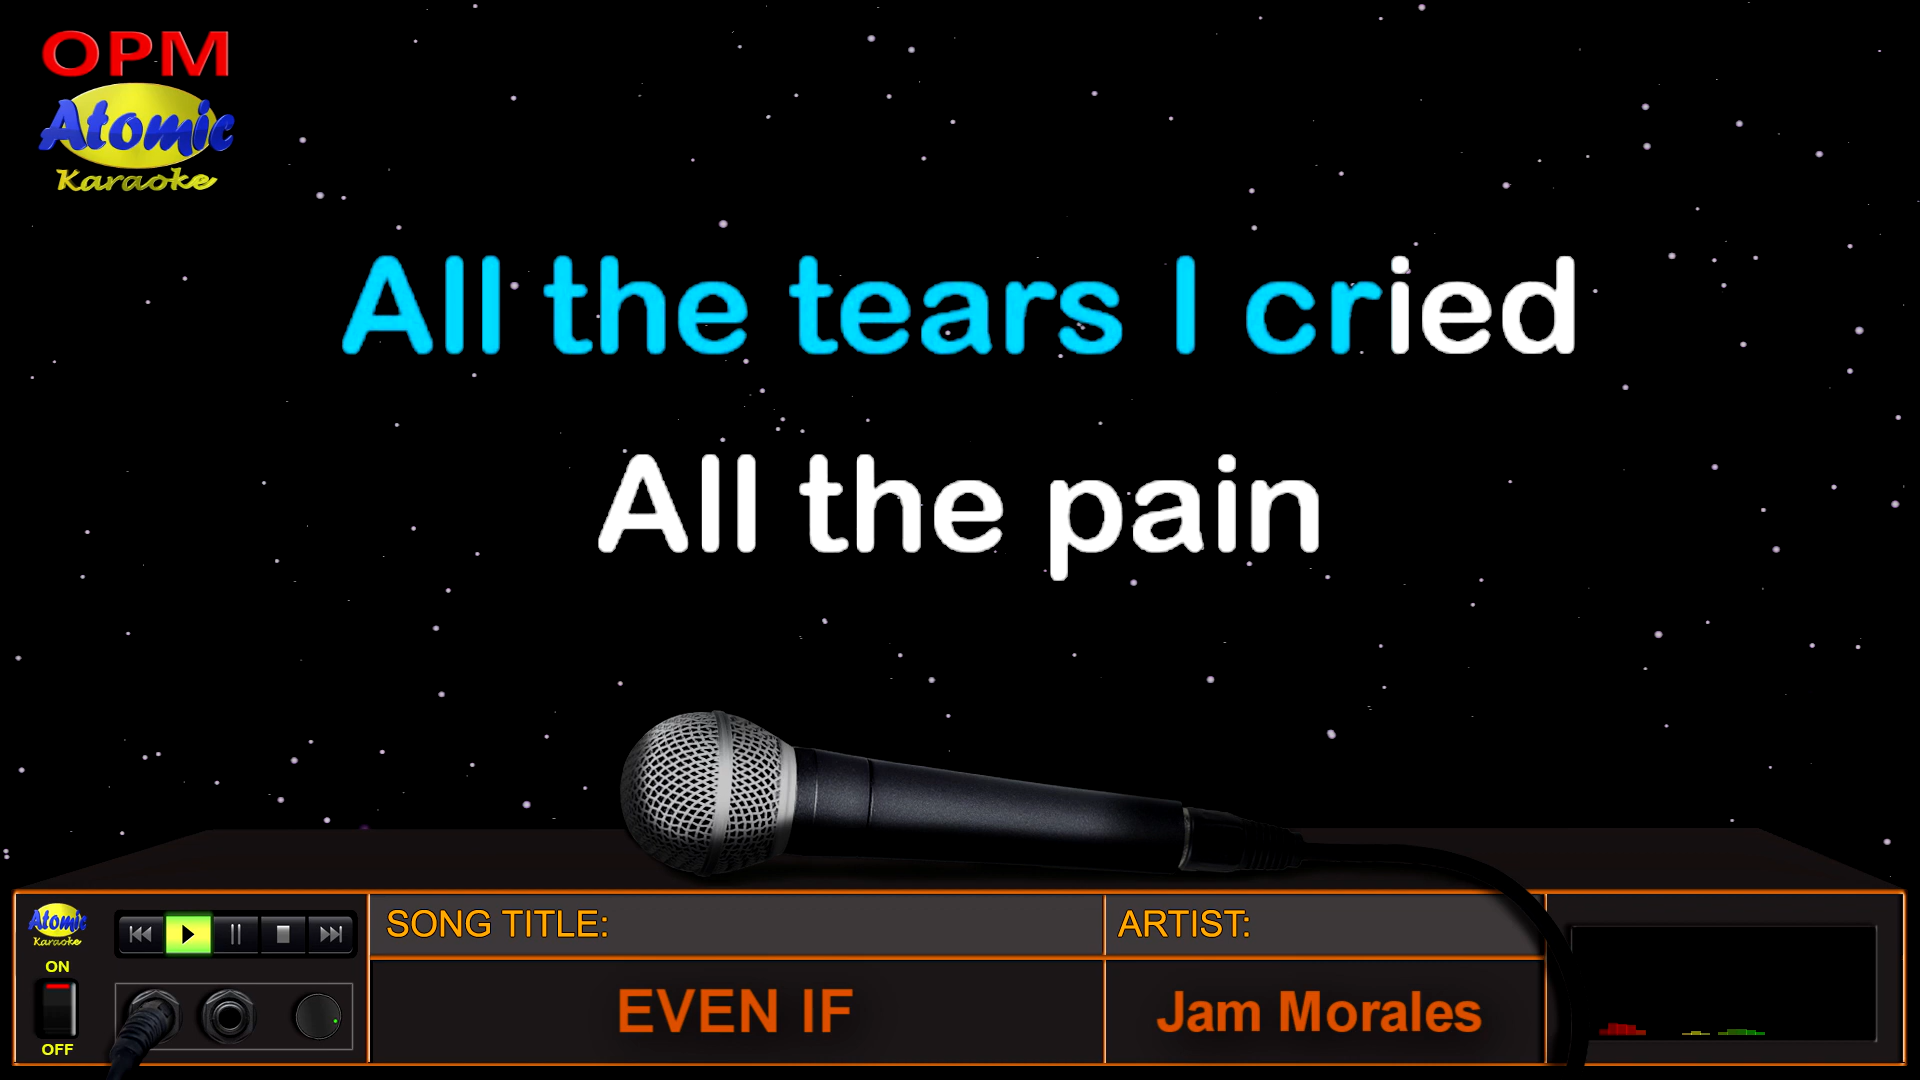 OPM
Atomic
Karaoke
All the tears I cried
All the pain
Atomic
Karaoke
ON
OFF
SONG TITLE:
EVEN IF
ARTIST:
Jam Morales